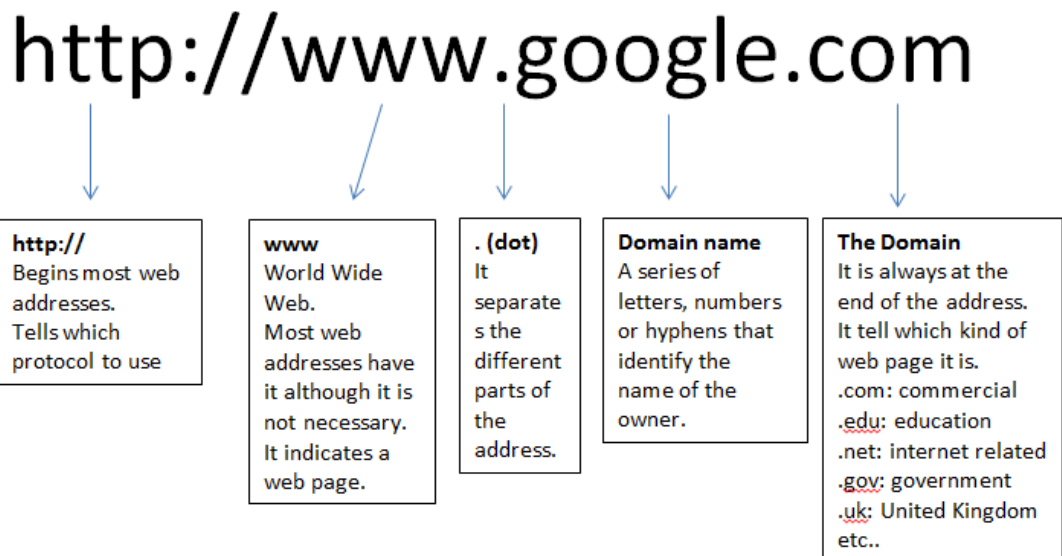 http://www.google.com
http://
Begins most web
addresses.
Tells which
protocol to use
www
World Wide
Web.
Most web
addresses have
it although it is
not necessary.
It indicates a
web page.
. (dot)
It
separate
s the
different
parts of
the
address.
Domain name
A series of
letters, numbers
or hyphens that
identify the
name of the
owner.
The Domain
It is always at the
end of the address.
It tell which kind of
web page it is.
.com: commercial
.edu: education
.net: internet related
.gov: government
.uk: United Kingdom
etc..